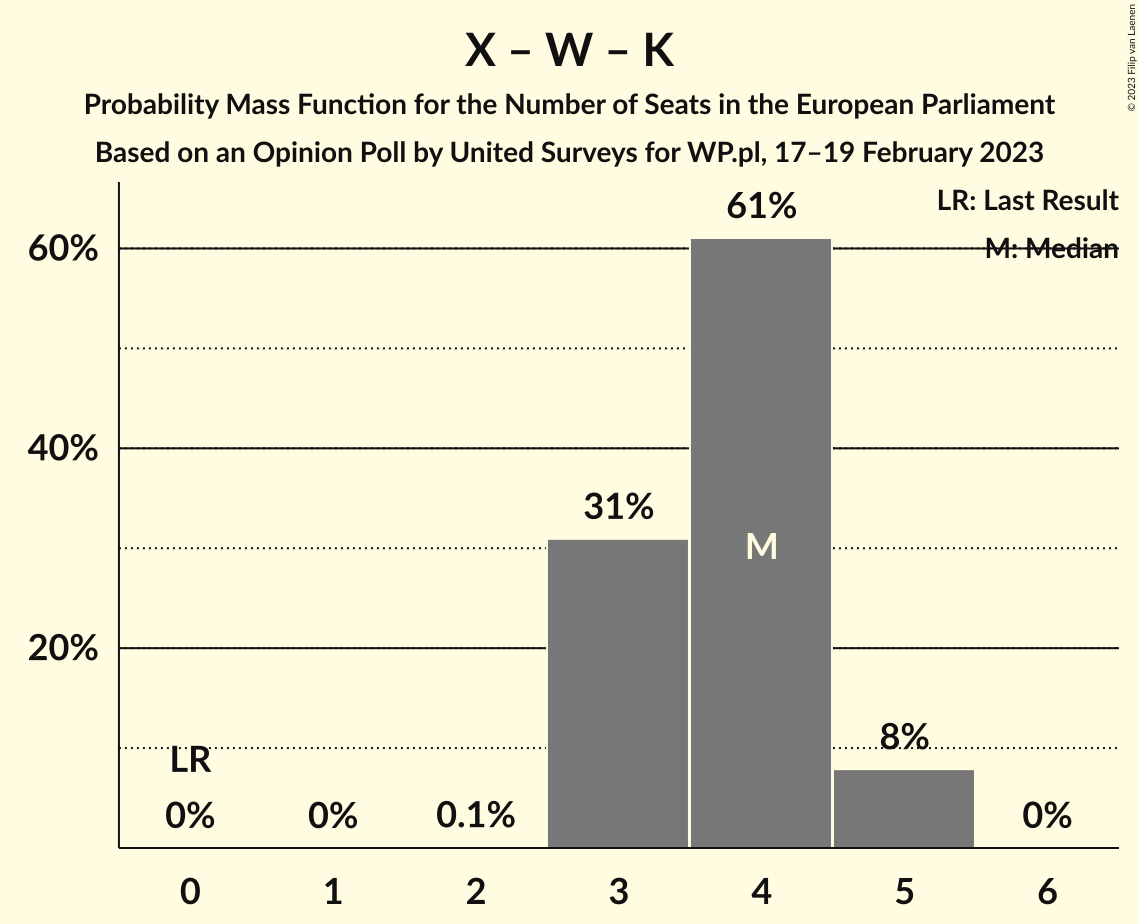 X – W – K
Probability Mass Function for the Number of Seats in the European Parliament
Based on an Opinion Poll by United Surveys for WP.pl, 17–19 February 2023
© 2023 Filip van Laenen
LR: Last Result
M: Median
60%
40%
20%
61%
31%
M
8%
LR
0%
0%
0.1%
0%
0
1
2
3
4
5
6